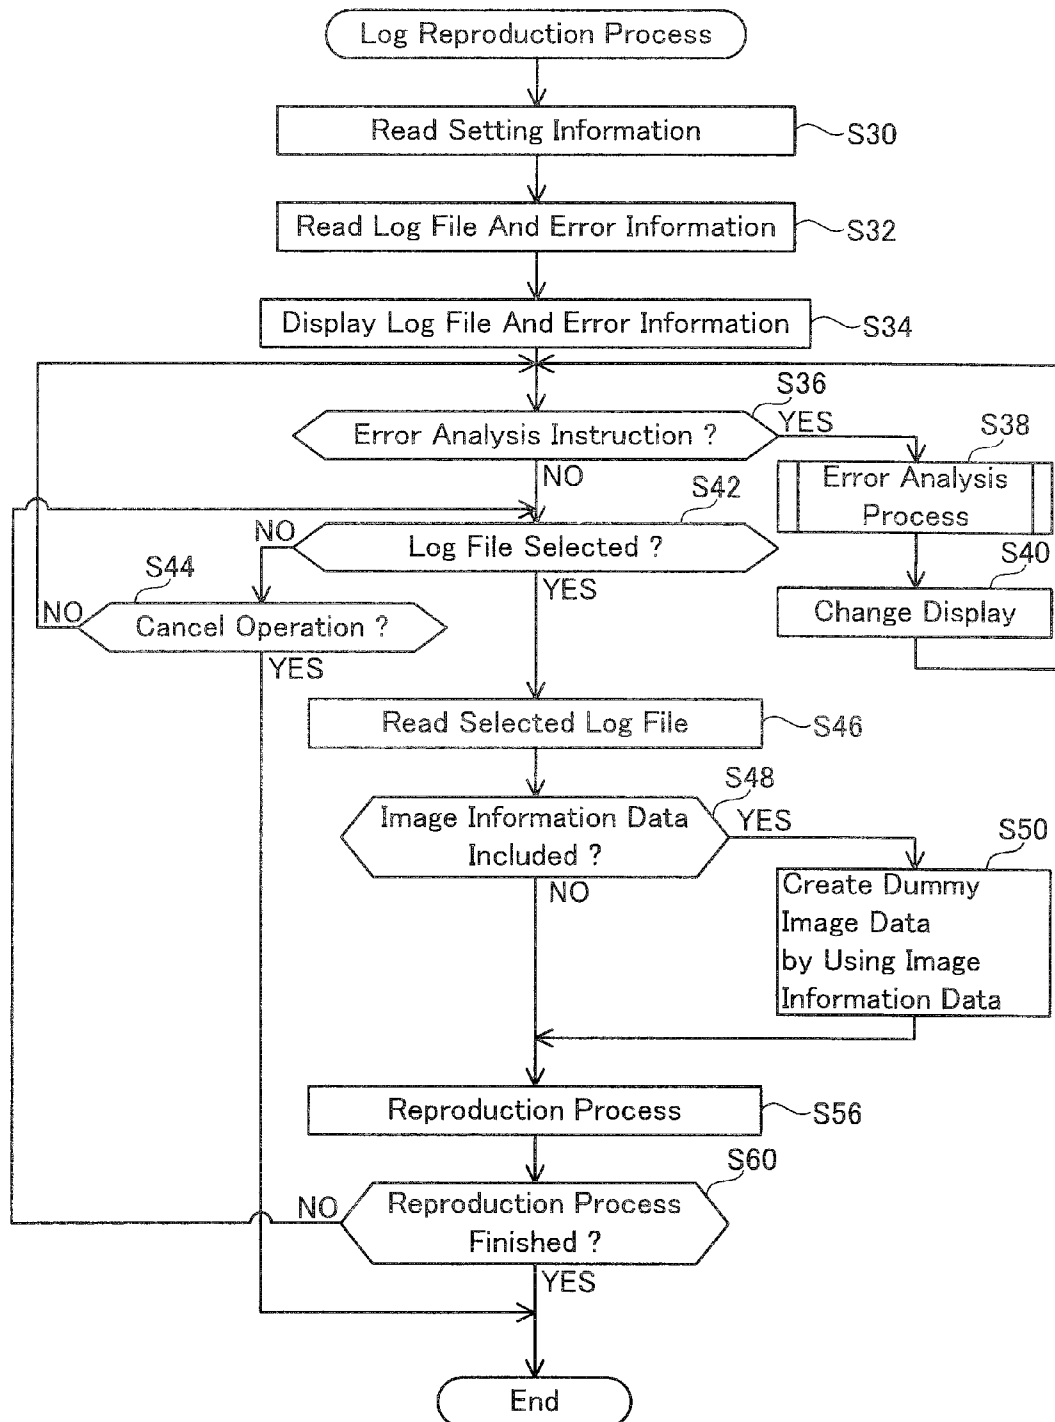 Log Reproduction Process
Read Setting Information
S30
Read Log File And Error Information
S32
Display Log File And Error Information
S34
S36
Error Analysis Instruction ?
YES
NO
S38
Error Analysis
Process
S42
Log File Selected ?
NO
YES
S40
Change Display
S44
Cancel Operation ?
NO
YES
Read Selected Log File
S46
S48
Image Information Data
Included ?
YES
NO
S50
Create Dummy
Image Data
by Using Image
Information Data
Reproduction Process
S56
S60
Reproduction Process
Finished ?
NO
YES
End